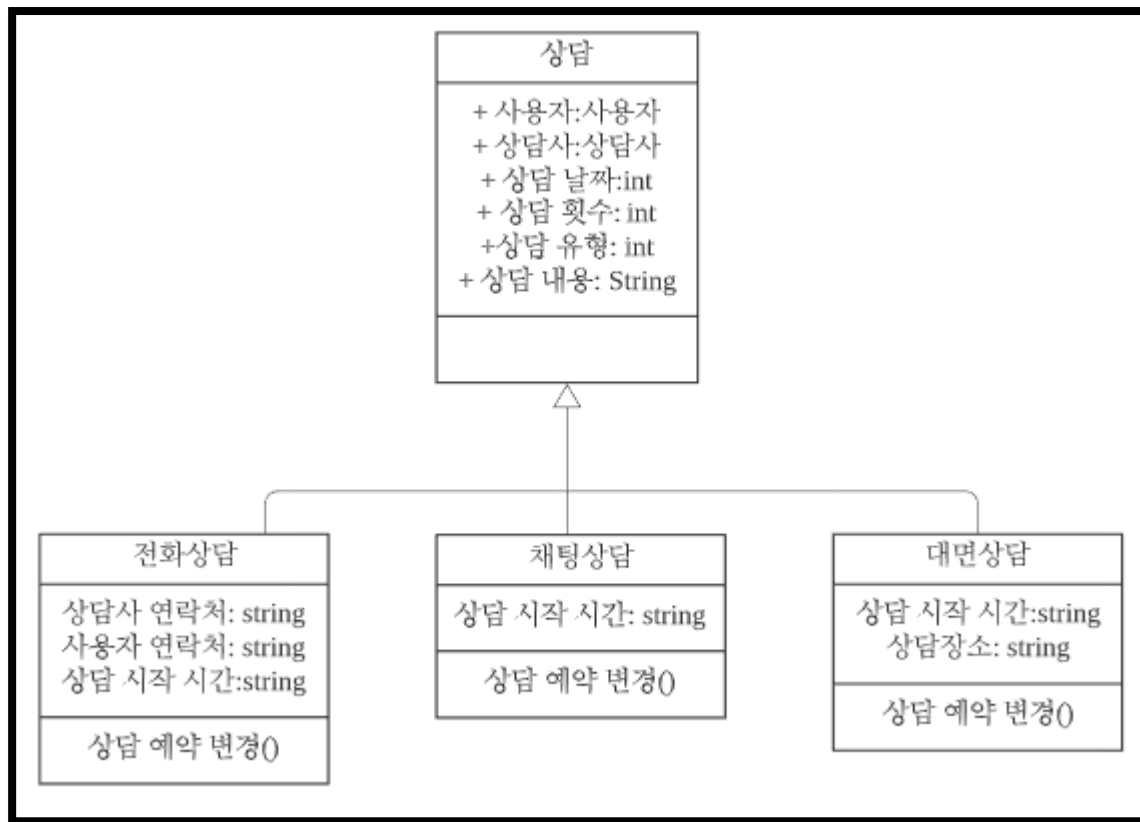 상담
+ 사용자:사용자
+ 상담사:상담사
+ 상담 날짜:int
+ 상담 횟수: int
+상담 유형: int
+ 상담 내용: String
전화상담
상담사 연락처: string
사용자 연락처: string
상담 시작 시간:string
상담 예약 변경()
채팅상담
상담 시작 시간: string
상담 예약 변경()
대면상담
상담 시작 시간:string
상담장소: string
상담 예약 변경()